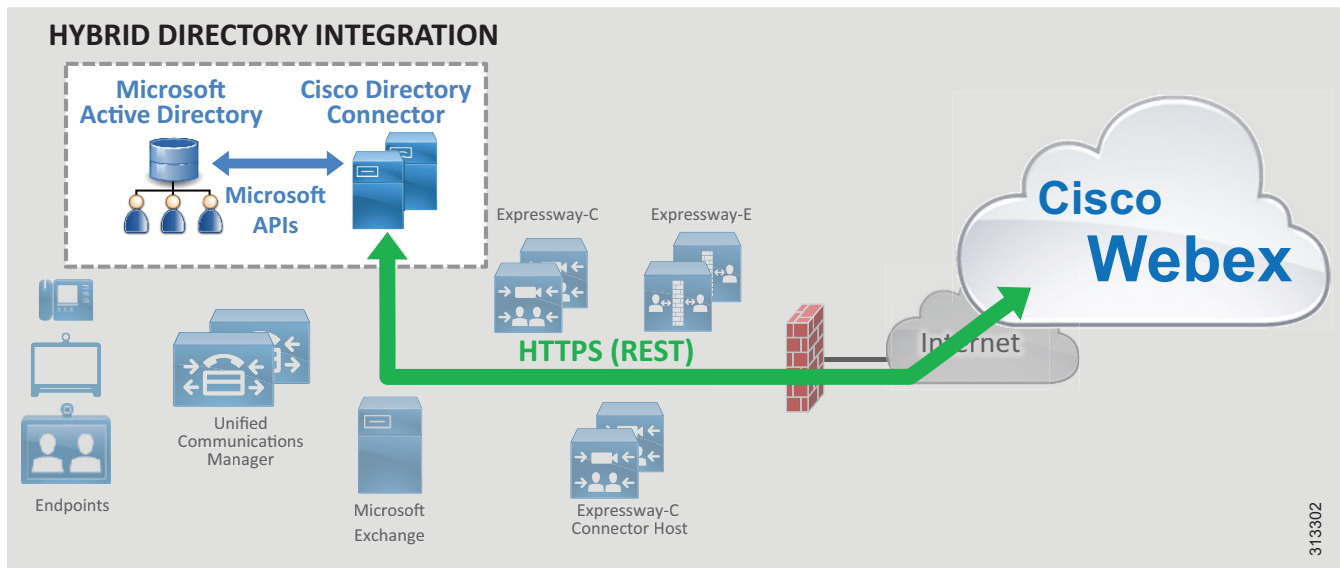 HYBRID DIRECTORY INTEGRATION
Microsoft
Active Directory
Cisco Directory
Connector
Microsoft
APIs
Expressway-C
Expressway-E
Cisco
Webex
HTTPS (REST)
Internet
Unified
Communications
Manager
Endpoints
Microsoft
Exchange
Expressway-C
Connector Host
313302